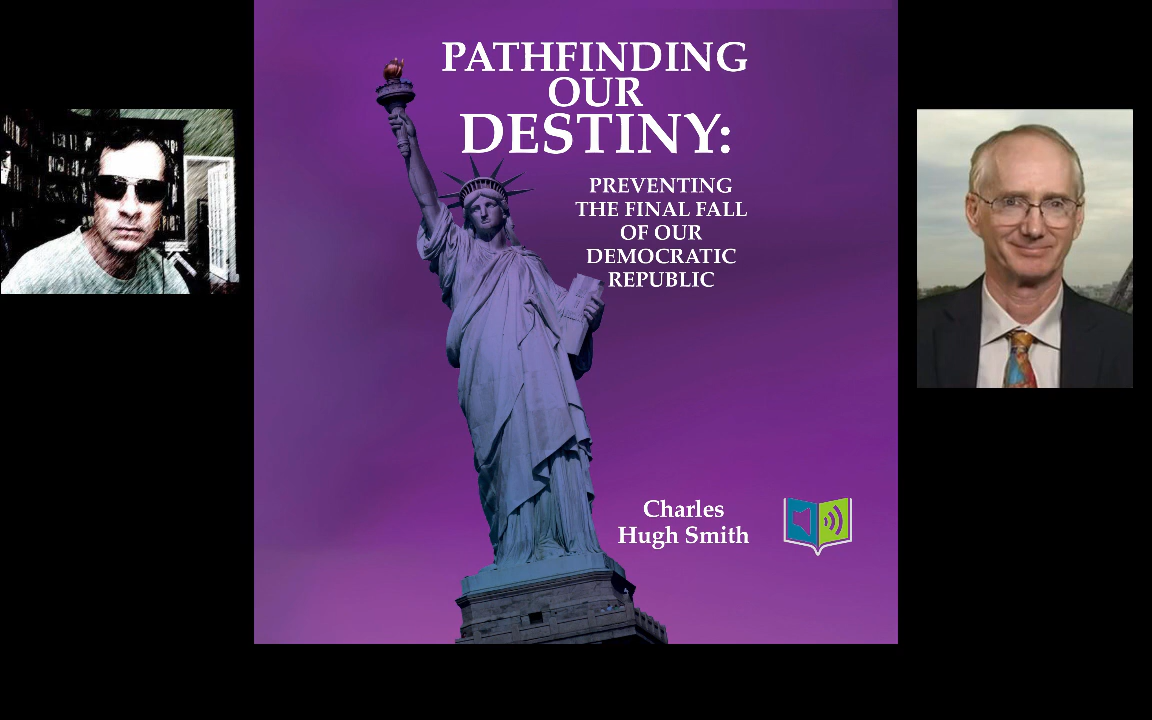 PATHFINDING
OUR
DESTINY:
PREVENTING
THE FINAL FALL
OF OUR
DEMOCRATIC
REPUBLIC
Charles
Hugh Smith